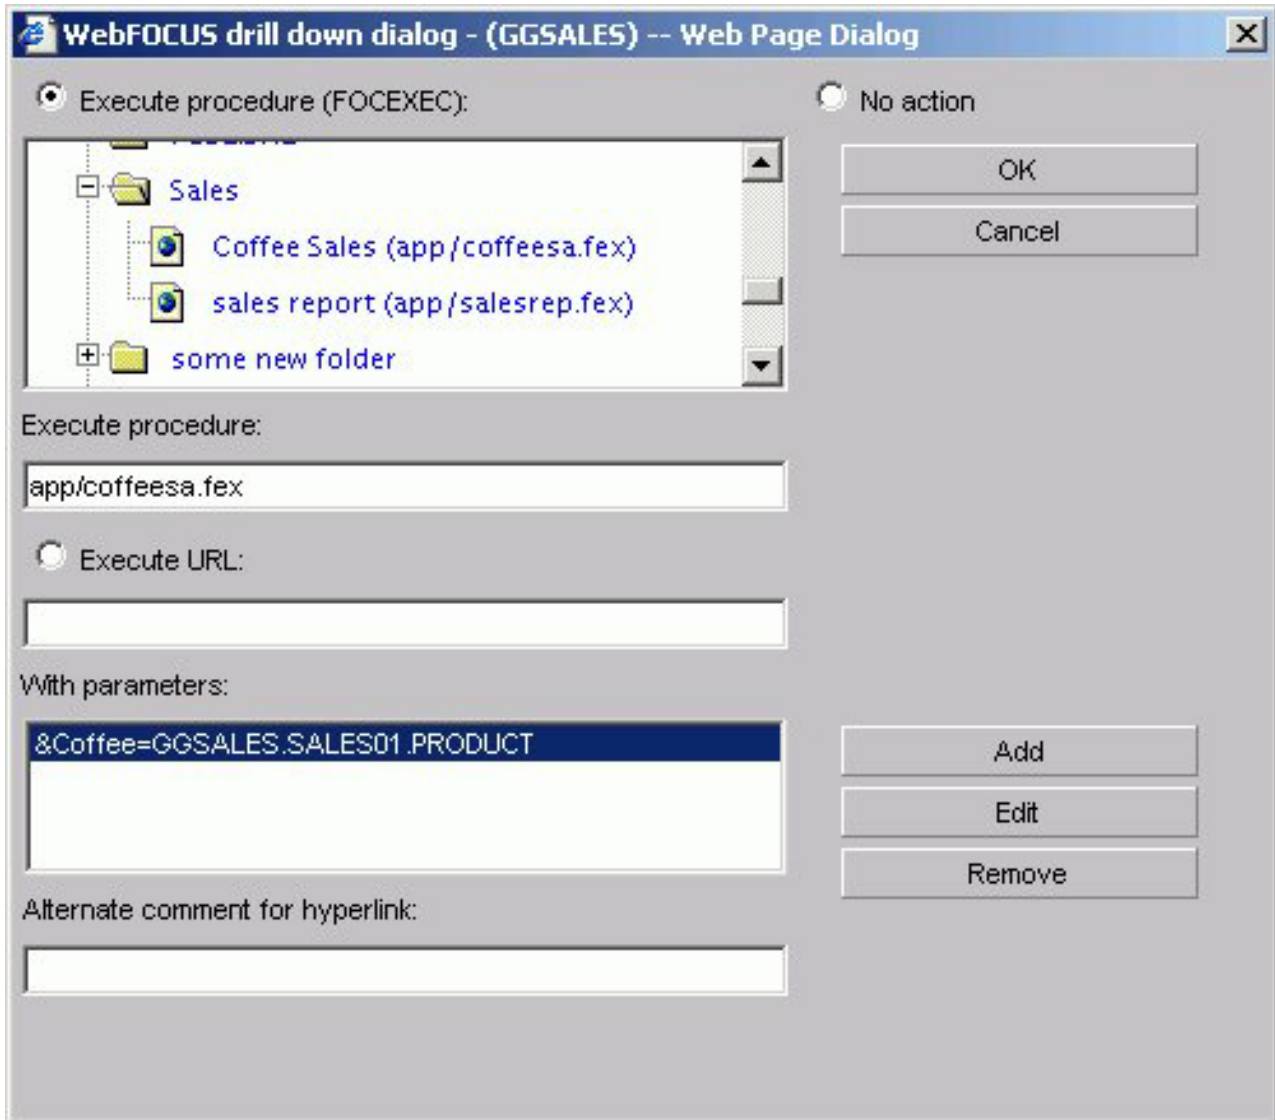 WebFOCUS drill down dialog - (GGSALES) -- Web Page Dialog
Execute procedure (FOCEXEC):
No action
Sales
Coffee Sales (app/coffeesa.fex)
sales report (app/salesrep.fex)
some new folder
OK
Cancel
Execute procedure:
app/coffeesa.fex
Execute URL:
With parameters:
&Coffee=GGSALES.SALES01.PRODUCT
Add
Edit
Remove
Alternate comment for hyperlink: